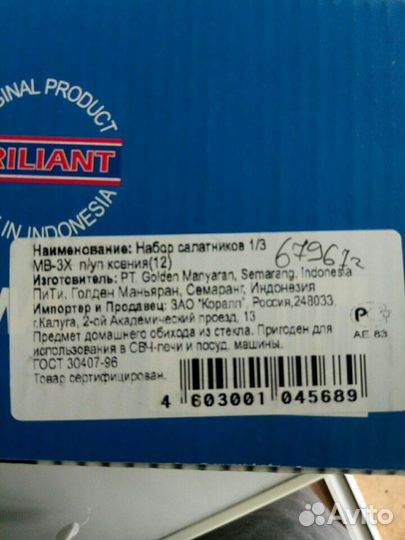 ORIGINAL PRODUCT
BRILIANT
IN INDONESIA
Наименование: Набор салатников 1/3
МВ-3Х п/уп ксения(12)
Изготовитель: PT. Golden Manyaran, Semarang, Indonesia
ПиТи. Голден Маньяран, Семаранг, Индонезия
Импортер и Продавец: ЗАО "Коралл", Россия,248033,
г.Калуга, 2-ой Академический проезд, 13
Предмет домашнего обихода из стекла. Пригоден для
использования в СВЧ-печи и посуд. машины.
ГОСТ 30407-96
Товар сертифицирован.
АЕ 83
4 603001 045689
Avito